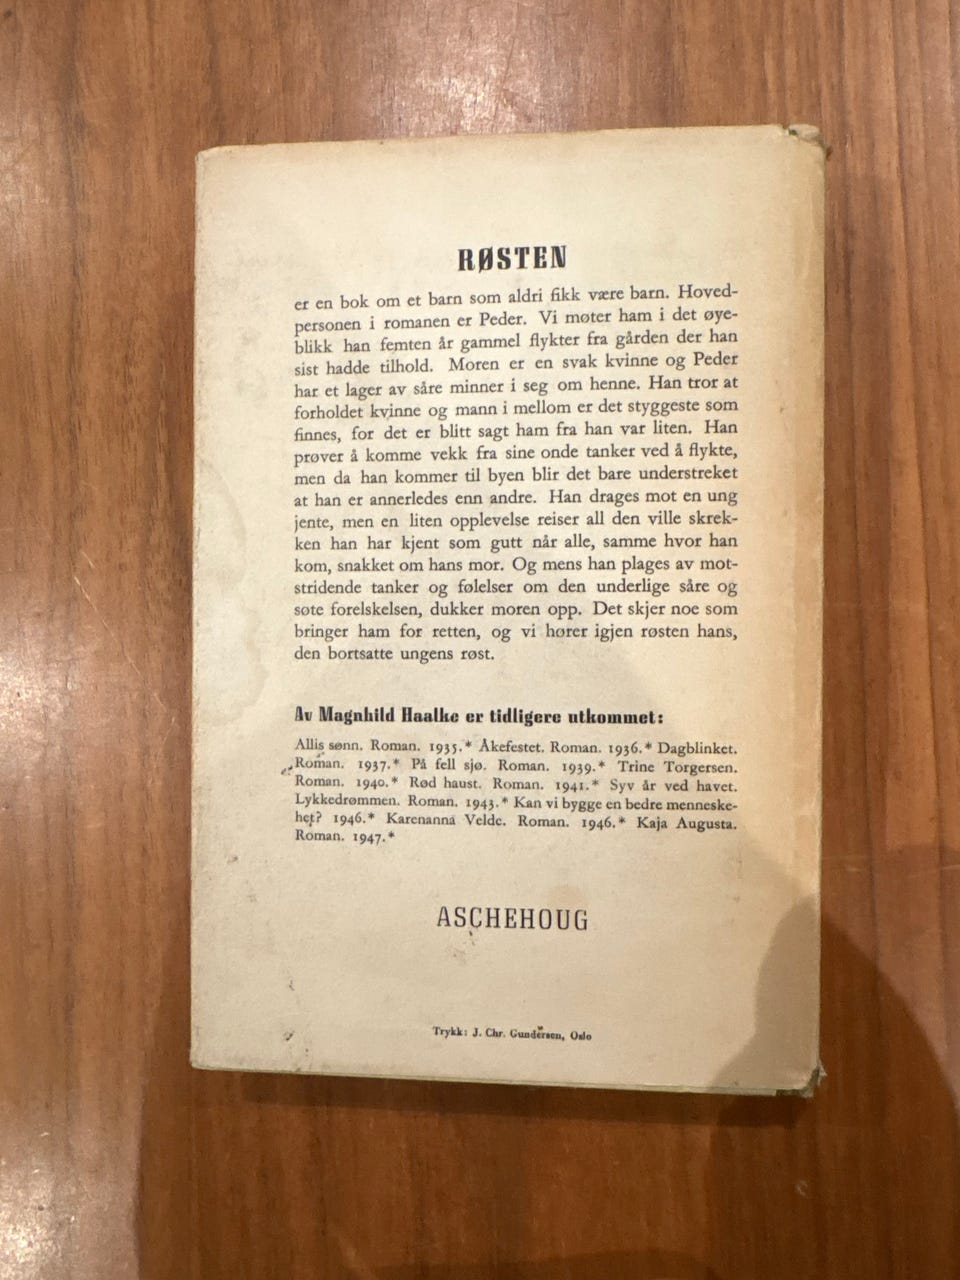 RØSTEN
er en bok om et barn som aldri fikk være barn. Hoved-
personen i romanen er Peder. Vi møter ham i det øye-
blikk han femten år gammel flykter fra gården der han
sist hadde tilhold. Moren er en svak kvinne og Peder
har et lager av såre minner i seg om henne. Han tror at
forholdet kvinne og mann i mellom er det styggeste som
finnes, for det er blitt sagt ham fra han var liten. Han
prøver å komme vekk fra sine onde tanker ved å flykte,
men da han kommer til byen blir det bare understreket
at han er annerledes enn andre. Han drages mot en ung
jente, men en liten opplevelse reiser all den ville skrek-
ken han har kjent som gutt når alle, samme hvor han
kom, snakket om hans mor. Og mens han plages av mot-
stridende tanker og følelser om den underlige såre og
søte forelskelsen, dukker moren opp. Det skjer noe som
bringer ham for retten, og vi hører igjen røsten hans,
den bortsatte ungens røst.
Av Magnhild Haalke er tidligere utkommet:
Allis sønn. Roman. 1935.* Åkefestet. Roman. 1936.* Dagblinket.
Roman. 1937.* På fell sjø. Roman. 1939.* Trine Torgersen.
Roman. 1940.* Rød haust. Roman. 1941.* Syv år ved havet.
Lykkedrømmen. Roman. 1943.* Kan vi bygge en bedre menneske-
het? 1946.* Karenanna Velde. Roman. 1946.* Kaja Augusta.
Roman. 1947.*
ASCHEHOUG
Trykk: J. Chr. Gundersen, Oslo